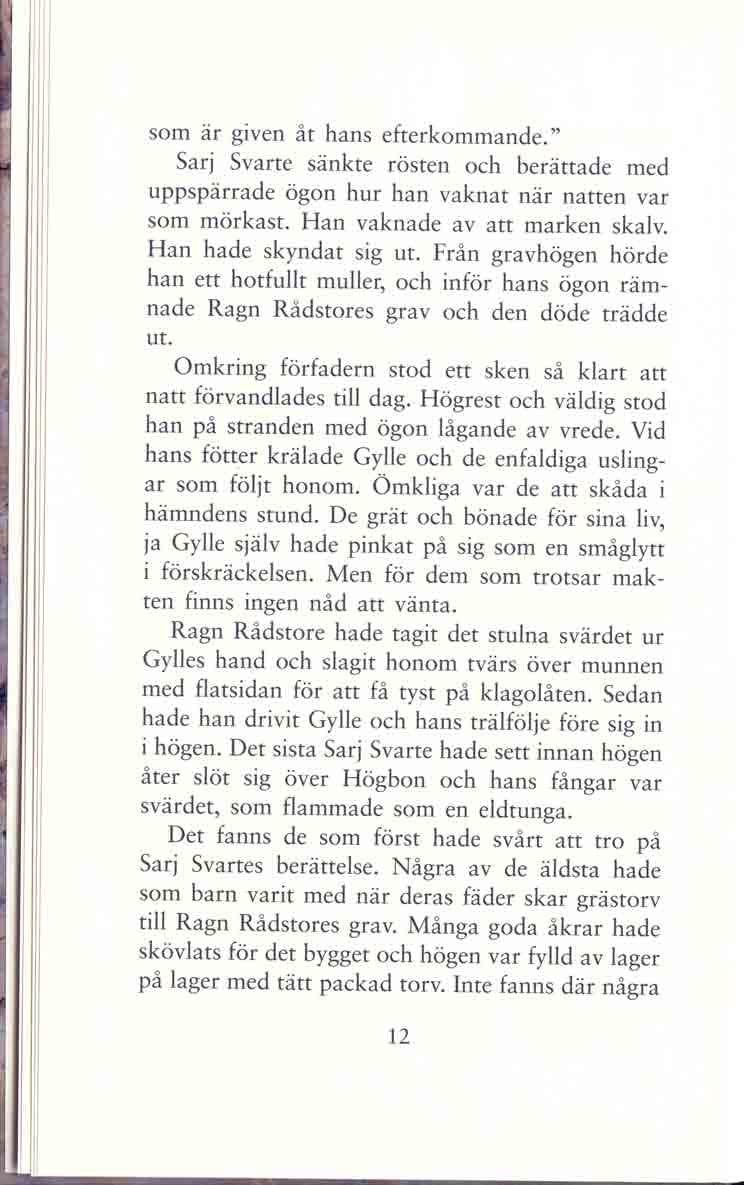 som är given åt hans efterkommande.”
Sarj Svarte sänkte rösten och berättade med
uppspärrade ögon hur han vaknat när natten var
som mörkast. Han vaknade av att marken skalv.
Han hade skyndat sig ut. Från gravhögen hörde
han ett hotfullt muller, och inför hans ögon räm-
nade Ragn Rådstores grav och den döde trädde
ut.
Omkring förfadern stod ett sken så klart att
natt förvandlades till dag. Högrest och väldig stod
han på stranden med ögon lågande av vrede. Vid
hans fötter krälade Gylle och de enfaldiga usling-
ar som följt honom. Ömkliga var de att skåda i
hämndens stund. De grät och bönade för sina liv,
ja Gylle själv hade pinkat på sig som en småglytt
i förskräckelsen. Men för dem som trotsar mak-
ten finns ingen nåd att vänta.
Ragn Rådstore hade tagit det stulna svärdet ur
Gylles hand och slagit honom tvärs över munnen
med flatsidan för att få tyst på klagolåten. Sedan
hade han drivit Gylle och hans trälfölje före sig in
i högen. Det sista Sarj Svarte hade sett innan högen
åter slöt sig över Högbon och hans fångar var
svärdet, som flammade som en eldtunga.
Det fanns de som först hade svårt att tro på
Sarj Svartes berättelse. Några av de äldsta hade
som barn varit med när deras fäder skar grästorv
till Ragn Rådstores grav. Många goda åkrar hade
skövlats för det bygget och högen var fylld av lager
på lager med tätt packad torv. Inte fanns där några
12